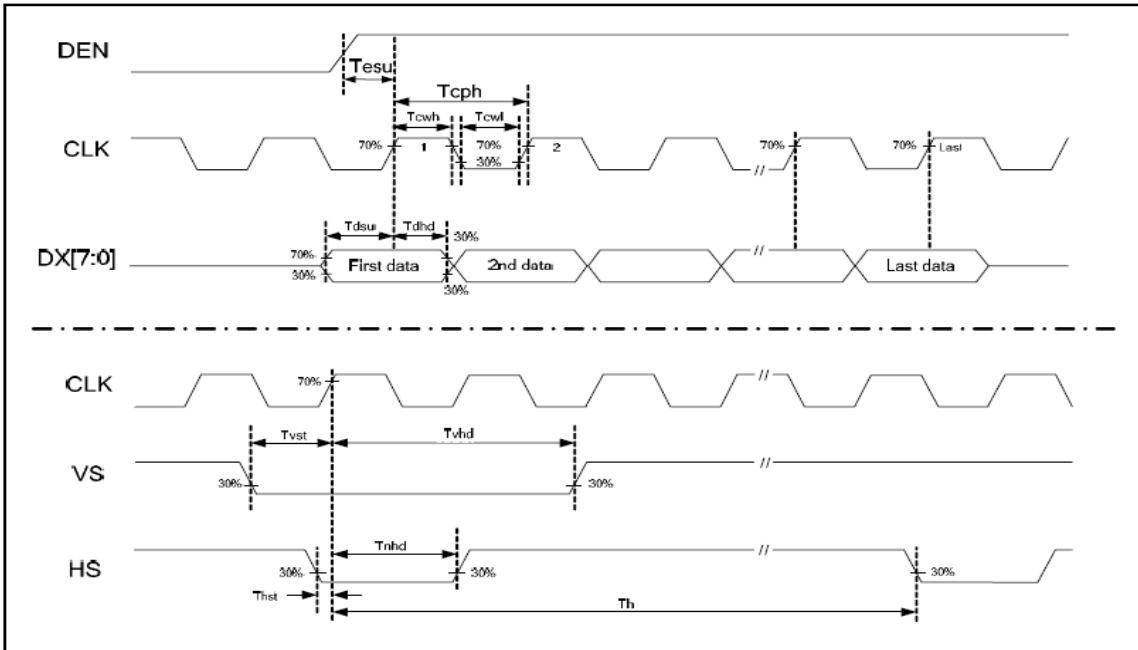 DEN
Tesu
Tcph
Tcwh Tcwl
CLK 70% 1 70% 2 // 70% 70% Last
30%
Tdsu Tdhd 30%
DX[7:0] 70% First data 2nd data // Last data
30% 30%
CLK 70% //
Tvst Tvhd
VS 30% 30% //
Tnhd
HS 30% 30% // 30%
Thst Th